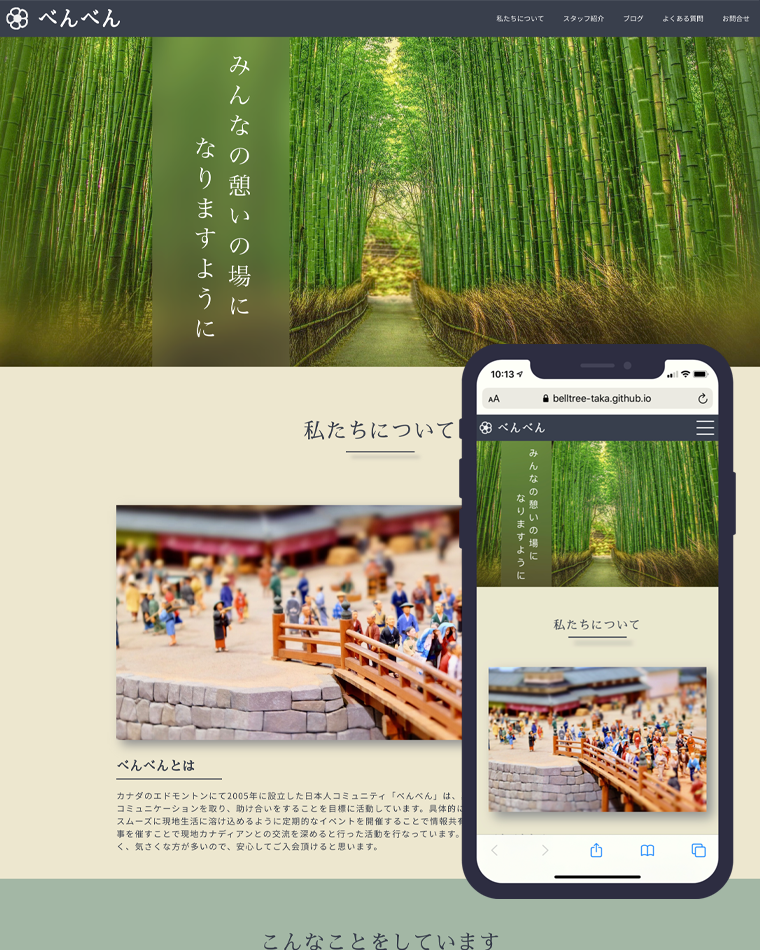 べんべん
私たちについて
スタッフ紹介
ブログ
よくある質問
お問合せ
みんなの憩いの場に
なりますように
私たちについて
べんべんとは
カナダのエドモントンにて2005年に設立した日本人コミュニティ「べんべん」は、
コミュニケーションを取り、助け合いをすることを目標に活動しています。具体的に
スムーズに現地生活に溶け込めるように定期的なイベントを開催することで情報共有
事を催すことで現地カナディアンとの交流を深めると行った活動を行なっています。
く、気さくな方が多いので、安心してご入会頂けると思います。
こんなことをしています
10:13
AA
belltree-taka.github.io
べんべん
みんなの憩いの場に
なりますように
私たちについて